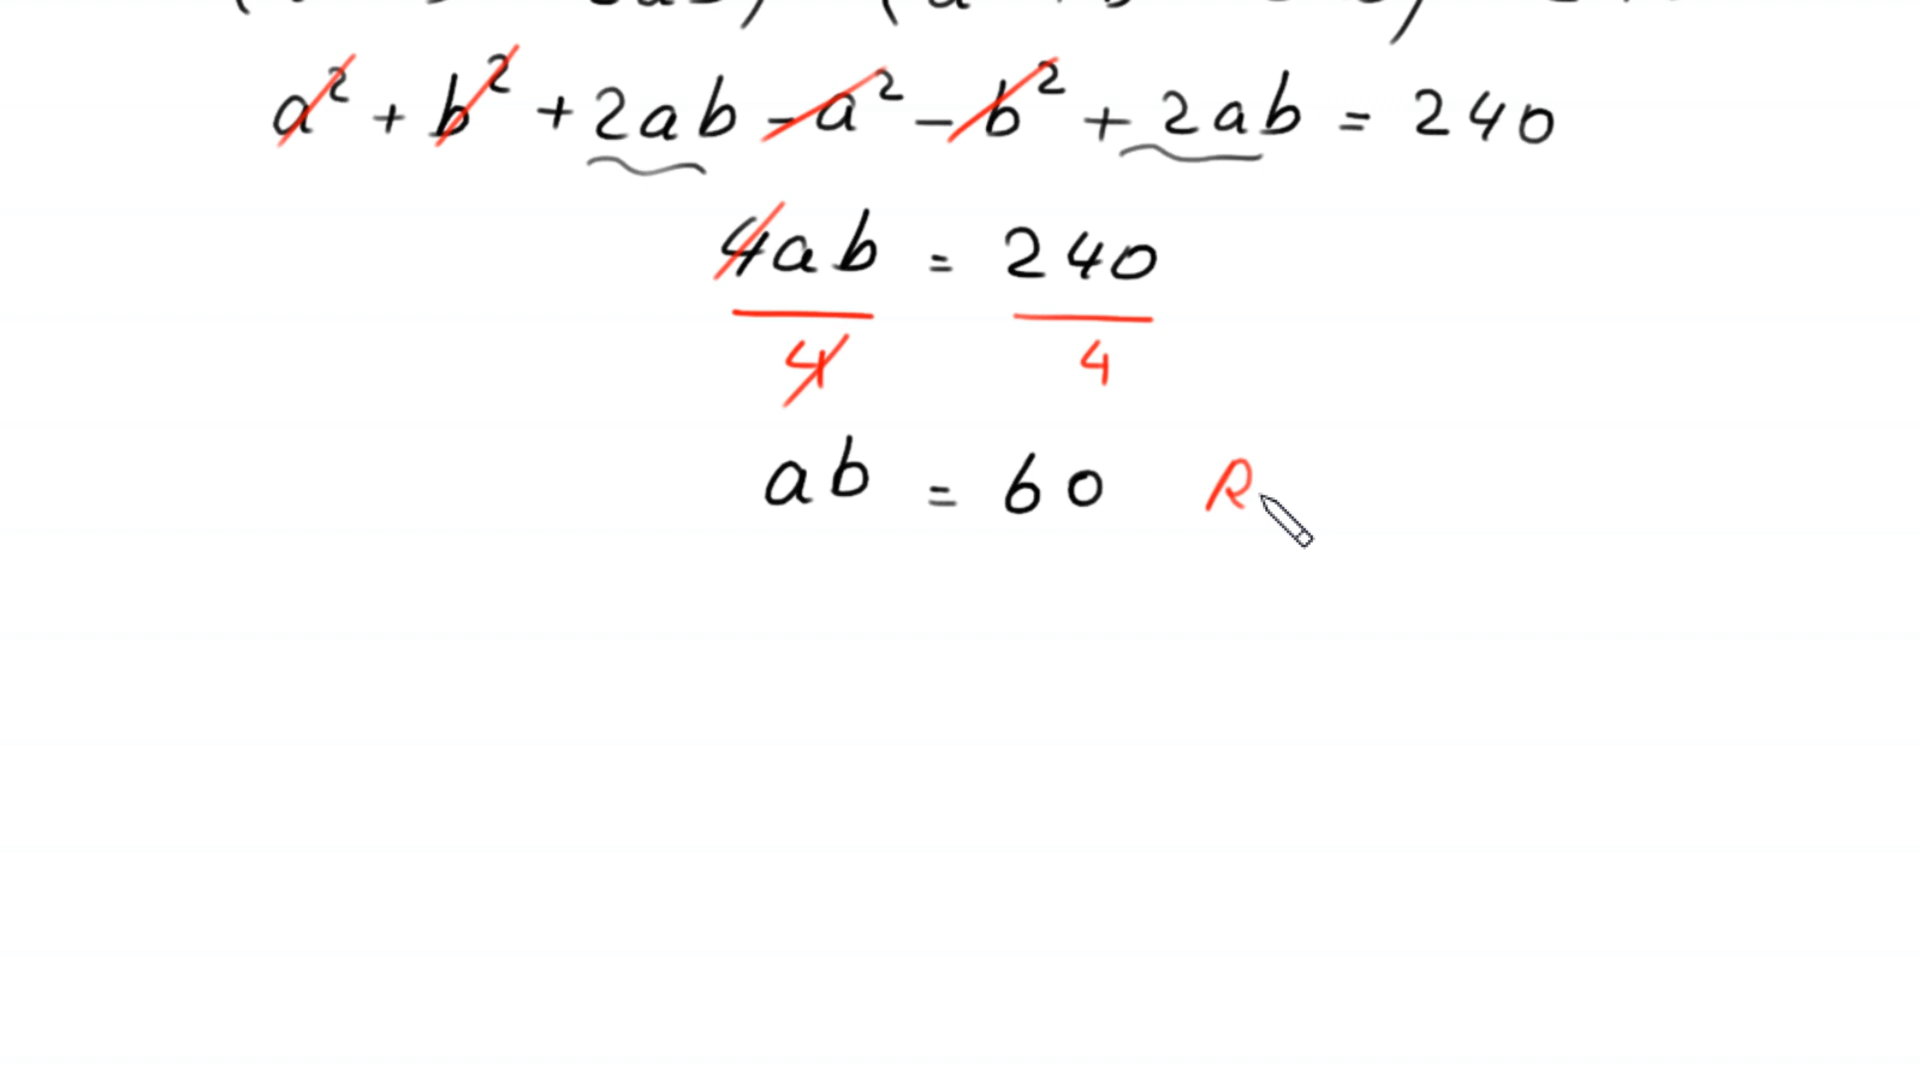 a² + b² + 2ab - a² - b² + 2ab = 240
4ab = 240
4 4
ab = 60 R